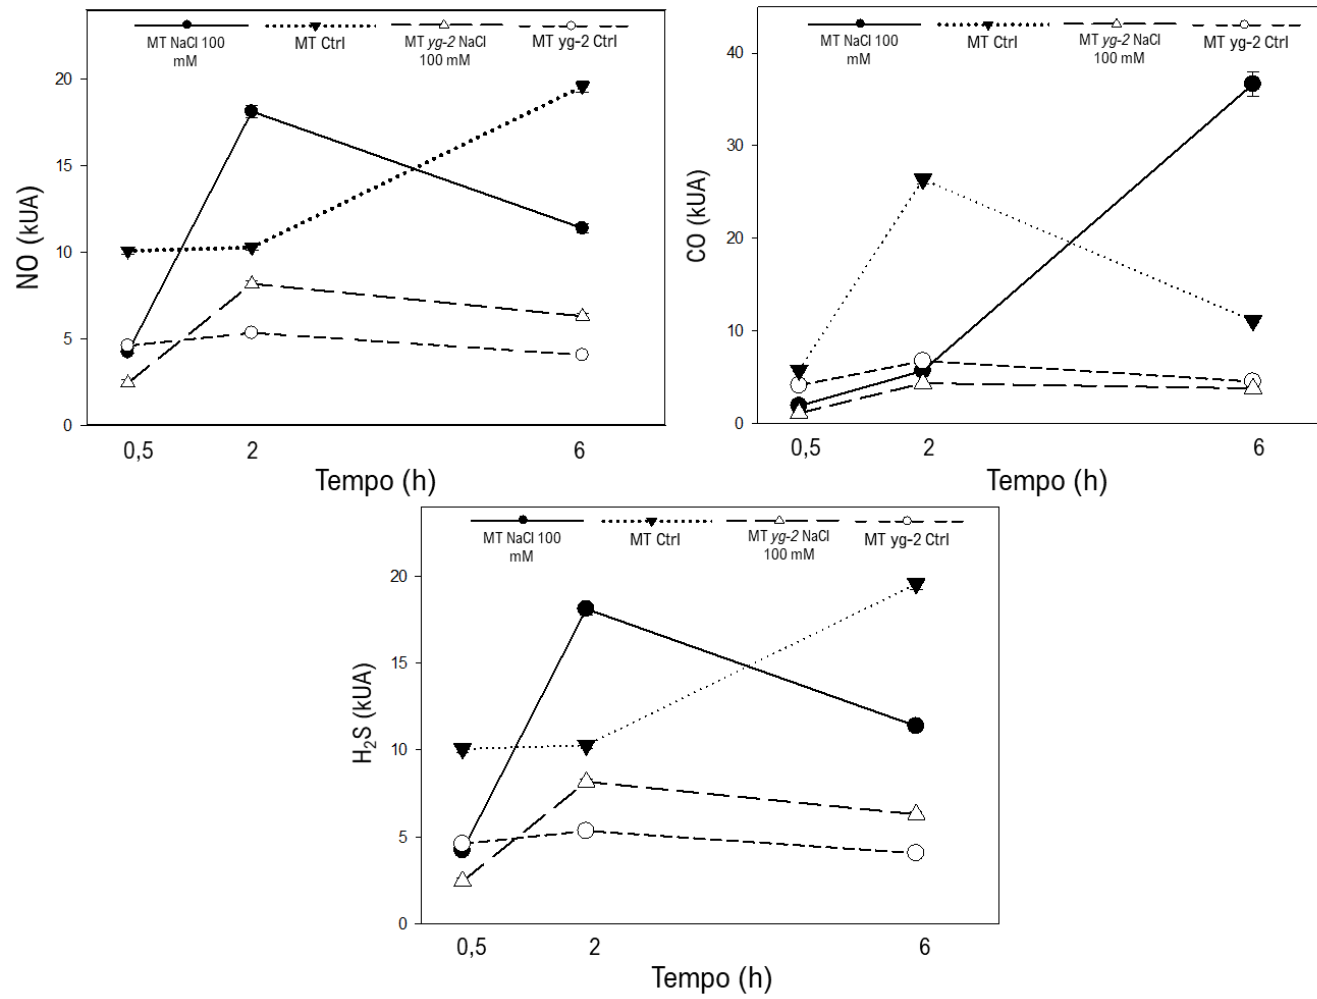 MT NaCl 100
mM
MT Ctrl
MT yg-2 NaCl
100 mM
MT yg-2 Ctrl
20
15
10
5
0
NO (kUA)
0,5 2 6
Tempo (h)
MT NaCl 100
mM
MT Ctrl
MT yg-2 NaCl
100 mM
MT yg-2 Ctrl
40
30
20
10
0
CO (kUA)
0,5 2 6
Tempo (h)
MT NaCl 100
mM
MT Ctrl
MT yg-2 NaCl
100 mM
MT yg-2 Ctrl
20
15
10
5
0
H₂S (kUA)
0,5 2 6
Tempo (h)